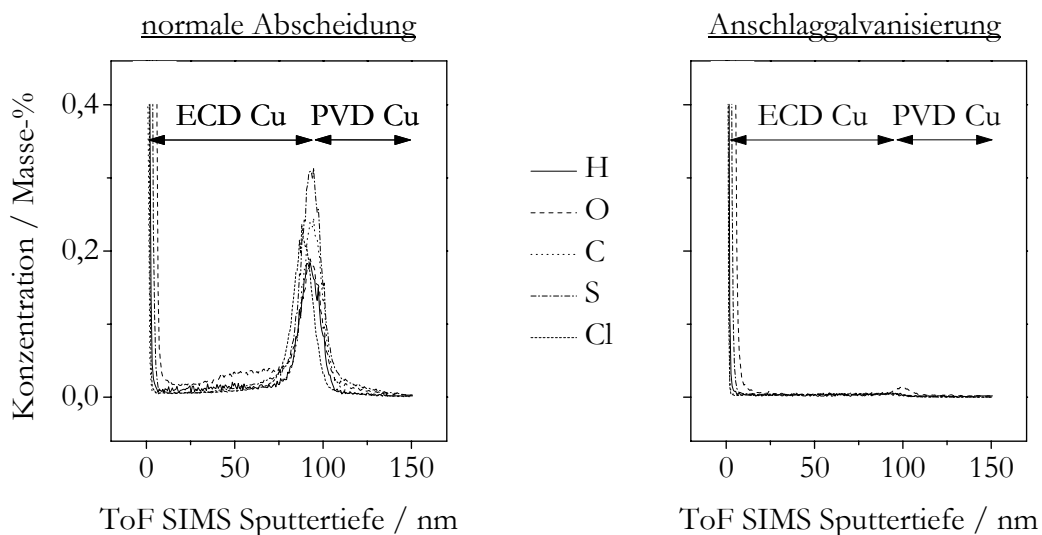 normale Abscheidung
Anschlaggalvanisierung
Konzentration / Masse-%
0,4
0,2
0,0
ECD Cu
PVD Cu
0
50
100
150
ToF SIMS Sputtertiefe / nm
H
O
C
S
Cl
ECD Cu
PVD Cu
0
50
100
150
ToF SIMS Sputtertiefe / nm